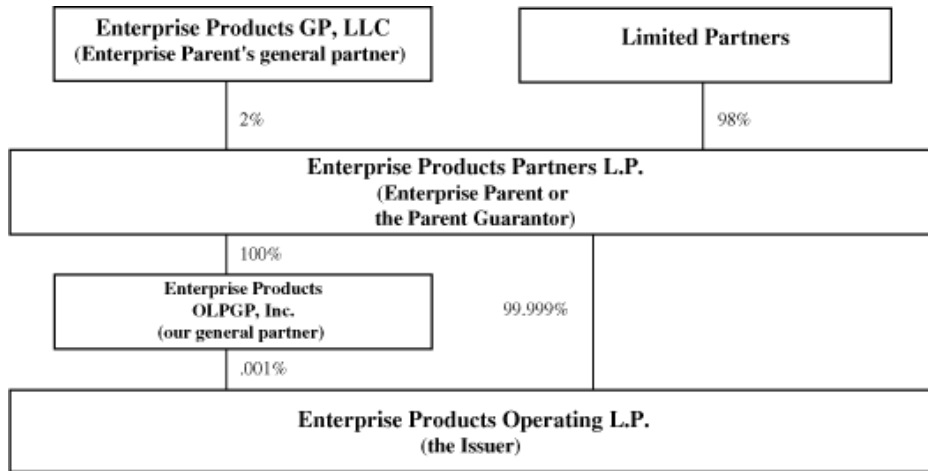 Enterprise Products GP, LLC
(Enterprise Parent's general partner)
Limited Partners
2%
98%
Enterprise Products Partners L.P.
(Enterprise Parent or
the Parent Guarantor)
100%
Enterprise Products
OLPGP, Inc.
(our general partner)
99.999%
.001%
Enterprise Products Operating L.P.
(the Issuer)